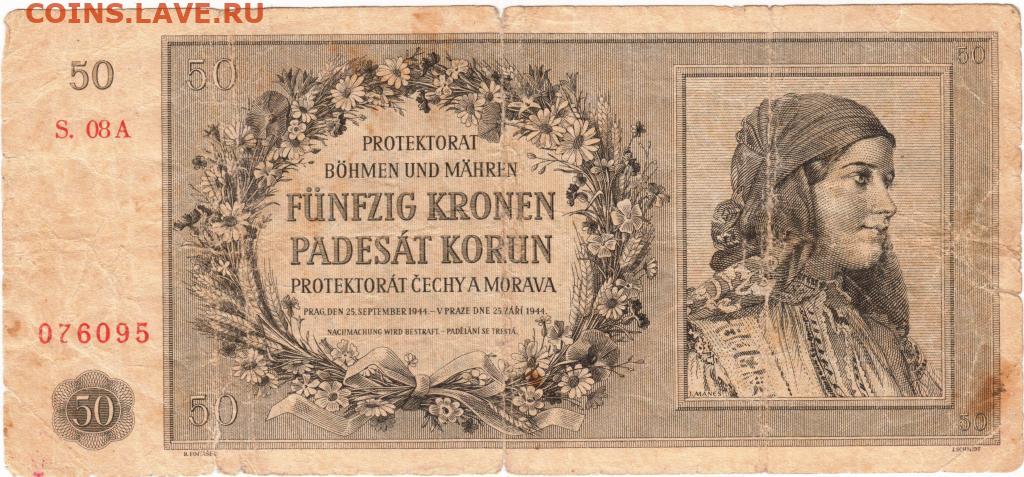 COINS.LAVE.RU
50
S. 08 A
076095
50
50
50
50
50
PROTEKTORAT
BÖHMEN UND MÄHREN
FÜNFZIG KRONEN
PADESÁT KORUN
PROTEKTORÁT ČECHY A MORAVA
PRAG, DEN 25. SEPTEMBER 1944. – V PRAZE DNE 25. ZÁŘÍ 1944.
NACHMACHUNG WIRD BESTRAFT. – PADĚLÁNÍ SE TRESTÁ.
J. MÁNES
J. SCHMIDT